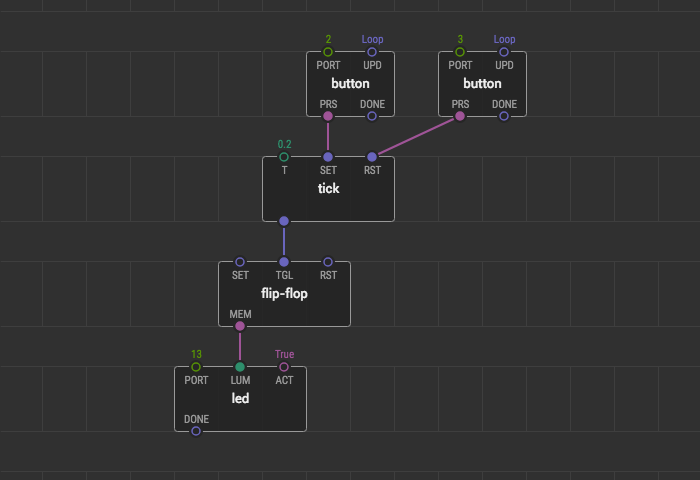 2 Loop 3 Loop
PORT UPD PORT UPD
button button
PRS DONE PRS DONE
0.2
T SET RST
tick
SET TGL RST
flip-flop
MEM
13 True
PORT LUM ACT
led
DONE